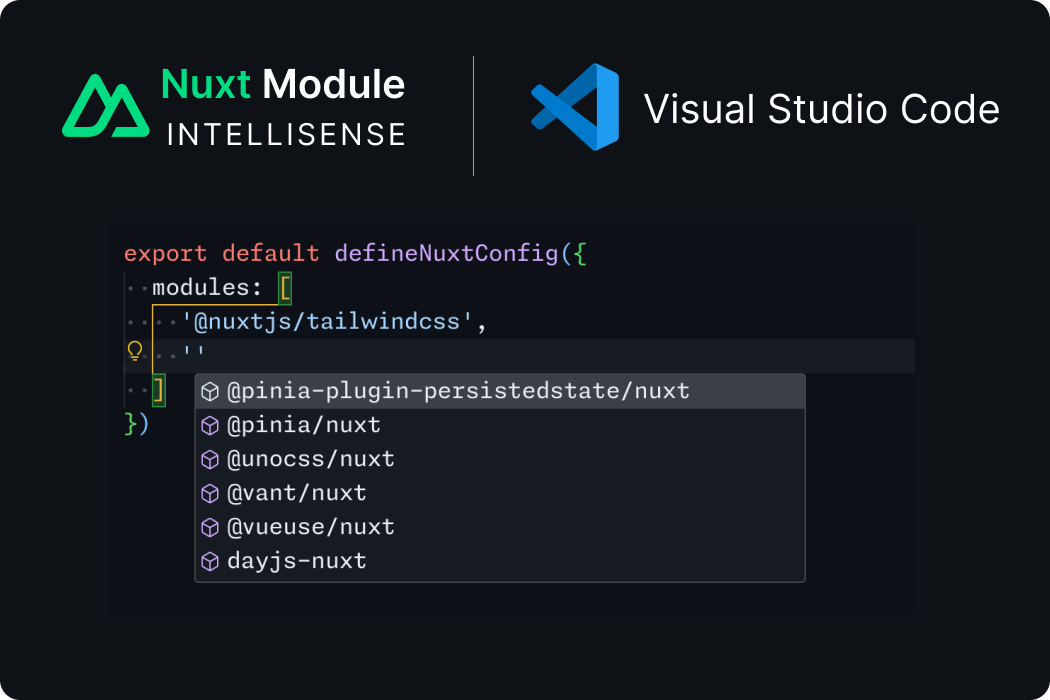 Nuxt Module
INTELLISENSE
Visual Studio Code
export default defineNuxtConfig({
modules: [
'@nuxtjs/tailwindcss',
''
]
})
@pinia-plugin-persistedstate/nuxt
@pinia/nuxt
@unocss/nuxt
@vant/nuxt
@vueuse/nuxt
dayjs-nuxt